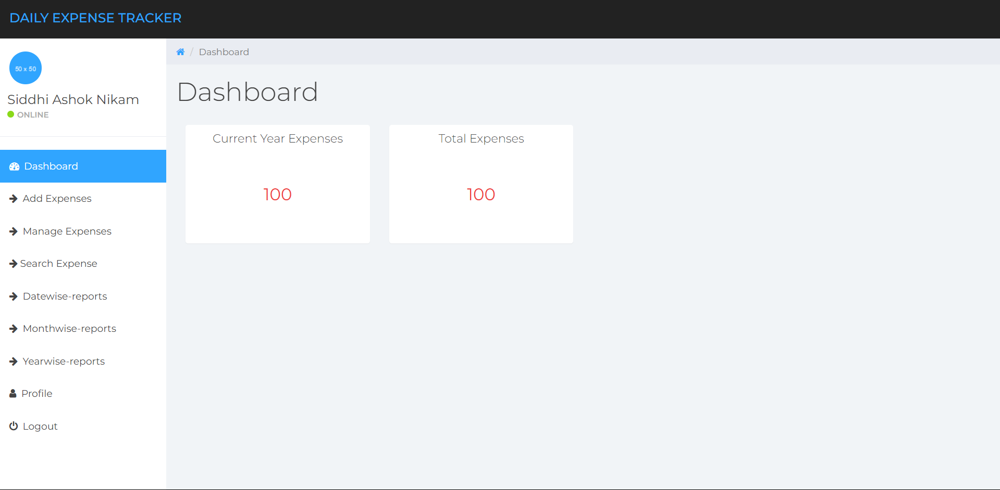 DAILY EXPENSE TRACKER
50 x 50
Siddhi Ashok Nikam
ONLINE
Dashboard
Add Expenses
Manage Expenses
Search Expense
Datewise-reports
Monthwise-reports
Yearwise-reports
Profile
Logout
/ Dashboard
Dashboard
Current Year Expenses
100
Total Expenses
100